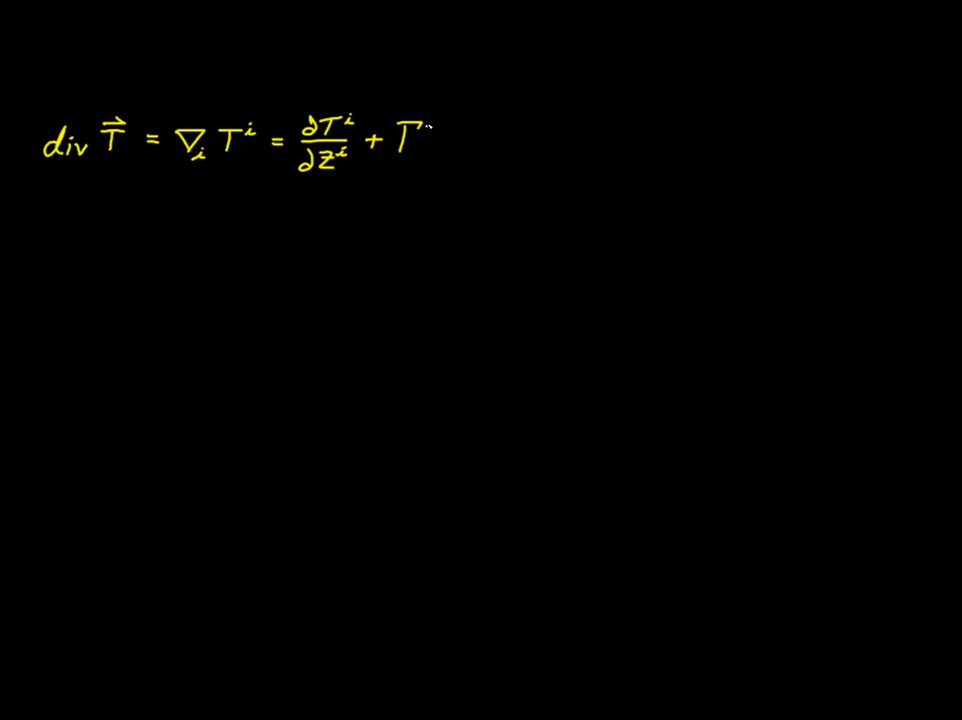 div T⃗ = ∇ᵢ Tⁱ = ∂Tⁱ/∂Zⁱ + Γ